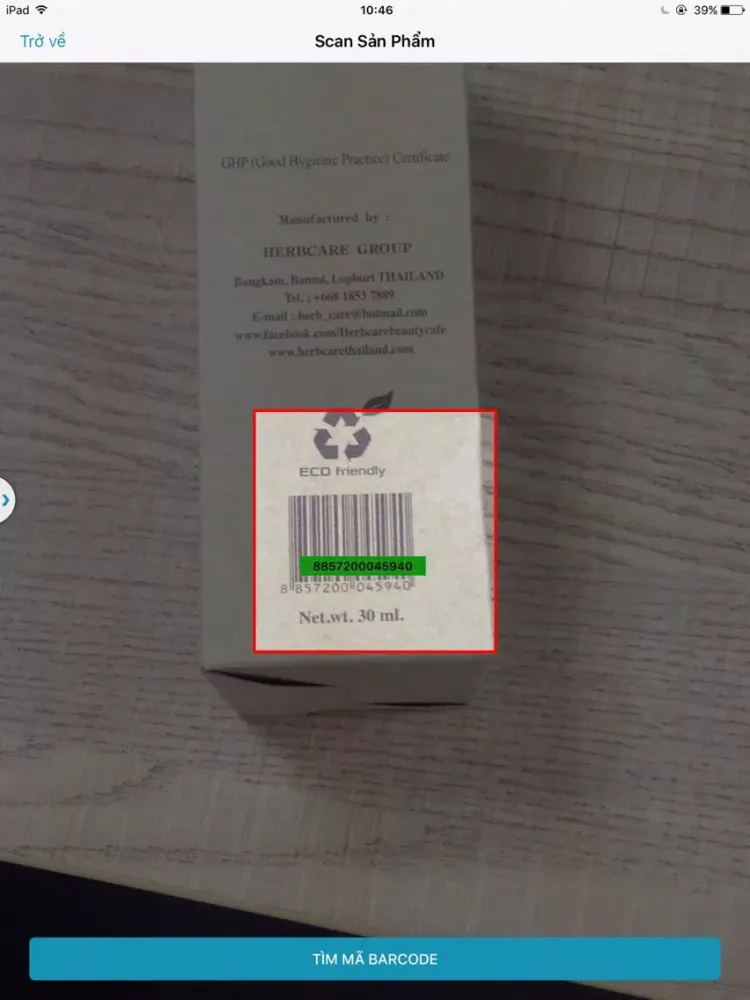 iPad
10:46
39%
Trở về
Scan Sản Phẩm
GHP (Good Hygienic Practice) Certificate
Manufactured by :
HERBCARE GROUP
Bangkam, Banmi, Lopburi THAILAND
Tel. : +668 1853 7889
E-mail : herb_care@hotmail.com
www.facebook.com/Herbcarebeautycafe
www.herbcarethailand.com
ECO friendly
8857200045940
8 857200 045940
Net.wt. 30 ml.
TÌM MÃ BARCODE